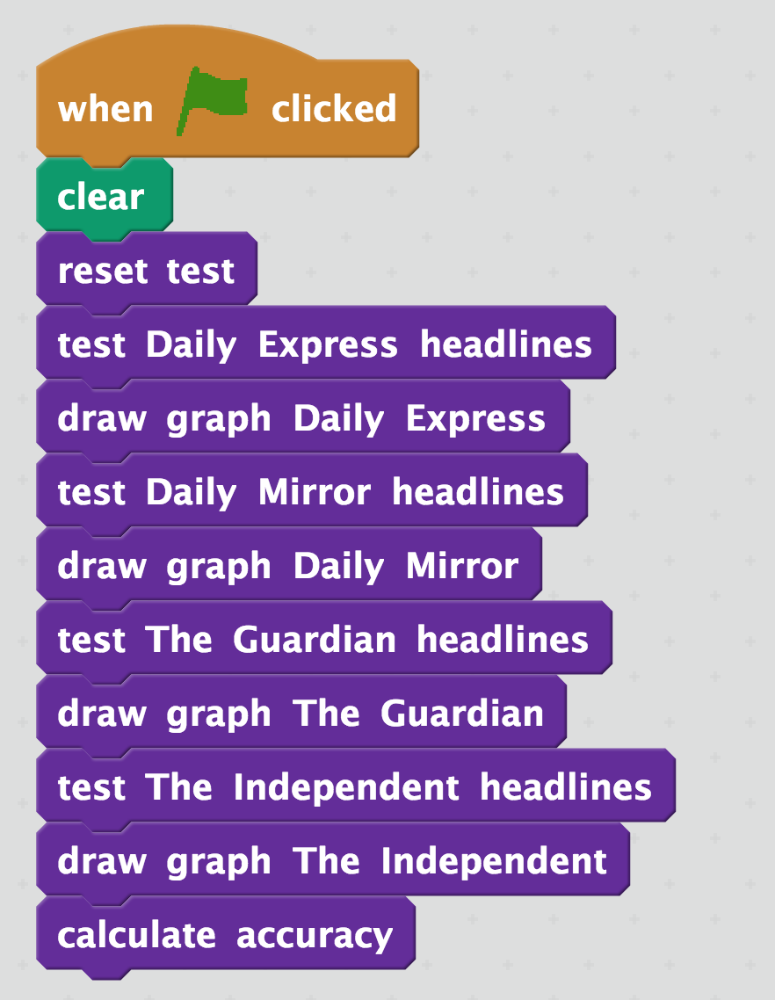 when clicked
clear
reset test
test Daily Express headlines
draw graph Daily Express
test Daily Mirror headlines
draw graph Daily Mirror
test The Guardian headlines
draw graph The Guardian
test The Independent headlines
draw graph The Independent
calculate accuracy